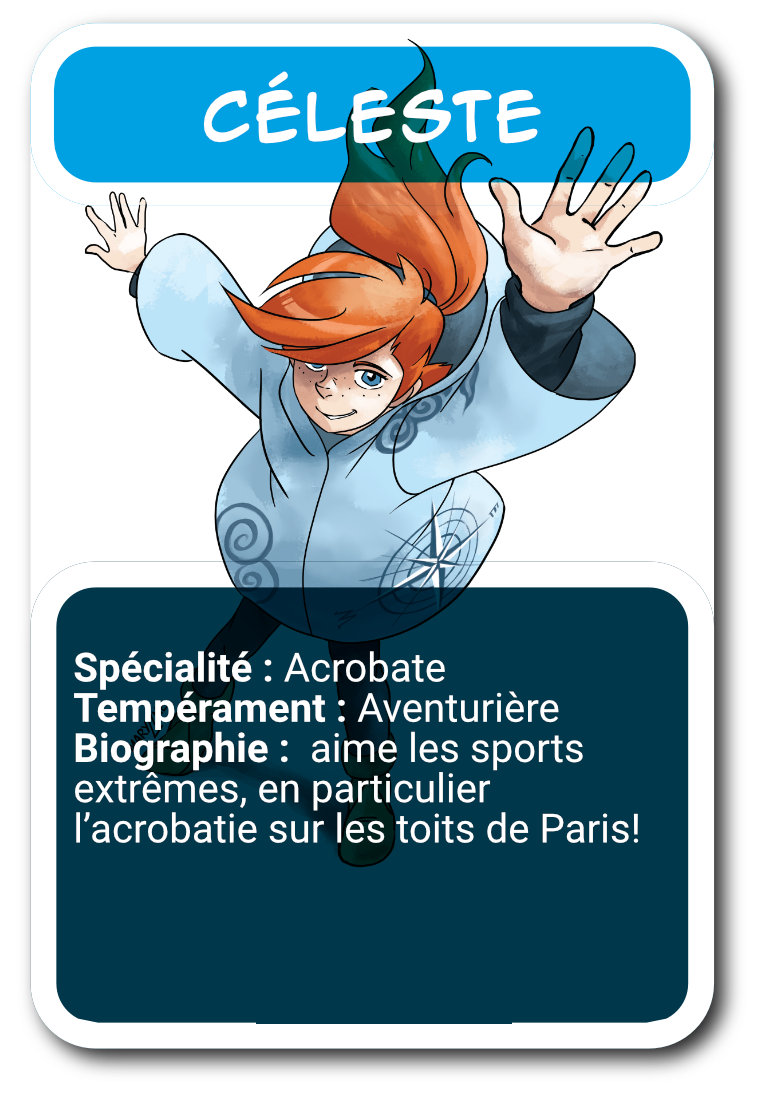 CÉLESTE
Spécialité : Acrobate
Tempérament : Aventurière
Biographie :  aime les sports
extrêmes, en particulier
l’acrobatie sur les toits de Paris!